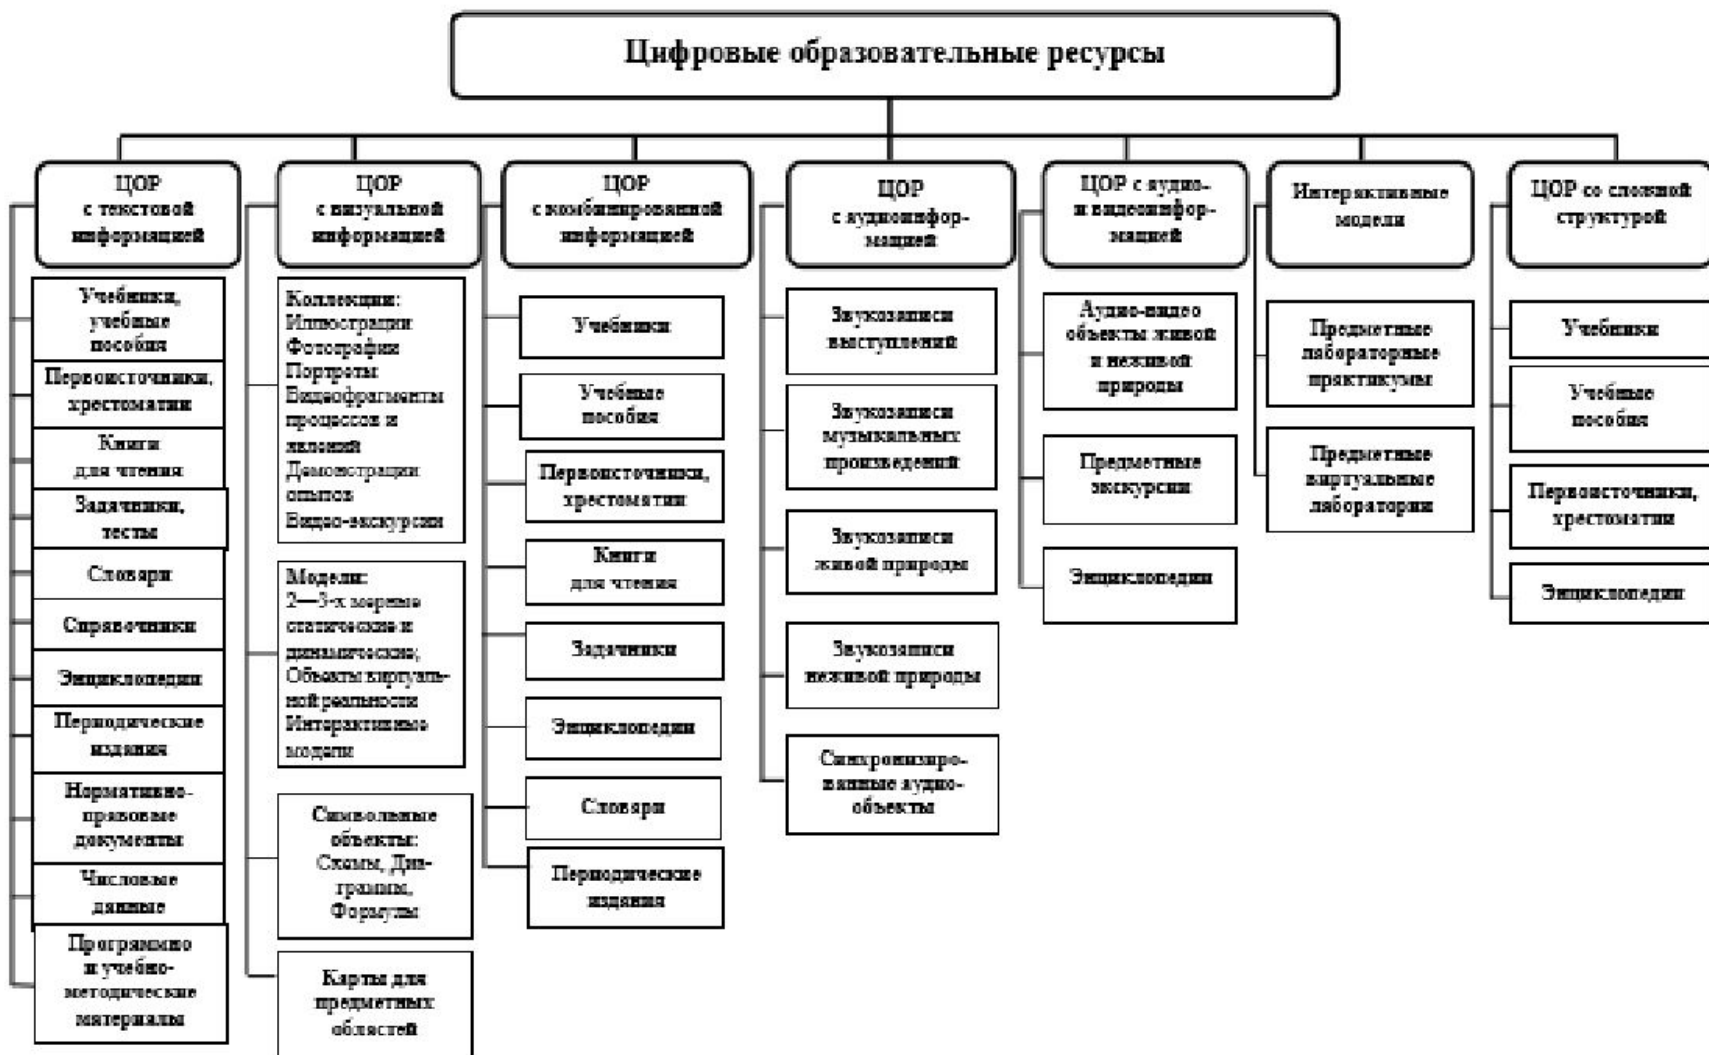 Цифровые образовательные ресурсы
ЦОР
с текстовой
информацией
Учебники,
учебные
пособия
Первоисточники,
хрестоматии
Книги
для чтения
Задачники,
тесты
Словари
Справочники
Энциклопедии
Периодические
издания
Нормативно-
правовые
документы
Числовые
данные
Программно
и учебно-
методические
материалы
ЦОР
с визуальной
информацией
Коллекции:
Иллюстрации
Фотографии
Портреты
Видеофрагменты
процессов и
явлений
Демонстрации
опытов
Видео-экскурсии
Модели:
2—3-х мерные
статические и
динамические,
Объекты виртуаль-
ной реальности
Интерактивные
модели
Символьные
объекты:
Схемы, Диа-
граммы,
Формулы
Карты для
предметных
областей
ЦОР
с комбинированной
информацией
Учебники
Учебные
пособия
Первоисточники,
хрестоматии
Книги
для чтения
Задачники
Энциклопедии
Словари
Периодические
издания
ЦОР
с аудиоинфор-
мацией
Звукозаписи
выступлений
Звукозаписи
музыкальных
произведений
Звукозаписи
живой природы
Звукозаписи
неживой природы
Синхронизиро-
ванные аудио-
объекты
ЦОР с аудио-
и видеоинфор-
мацией
Аудио-видео
объекты живой
и неживой
природы
Предметные
экскурсии
Энциклопедии
Интерактивные
модели
Предметные
лабораторные
практикумы
Предметные
виртуальные
лаборатории
ЦОР со сложной
структурой
Учебники
Учебные
пособия
Первоисточники,
хрестоматии
Энциклопедии